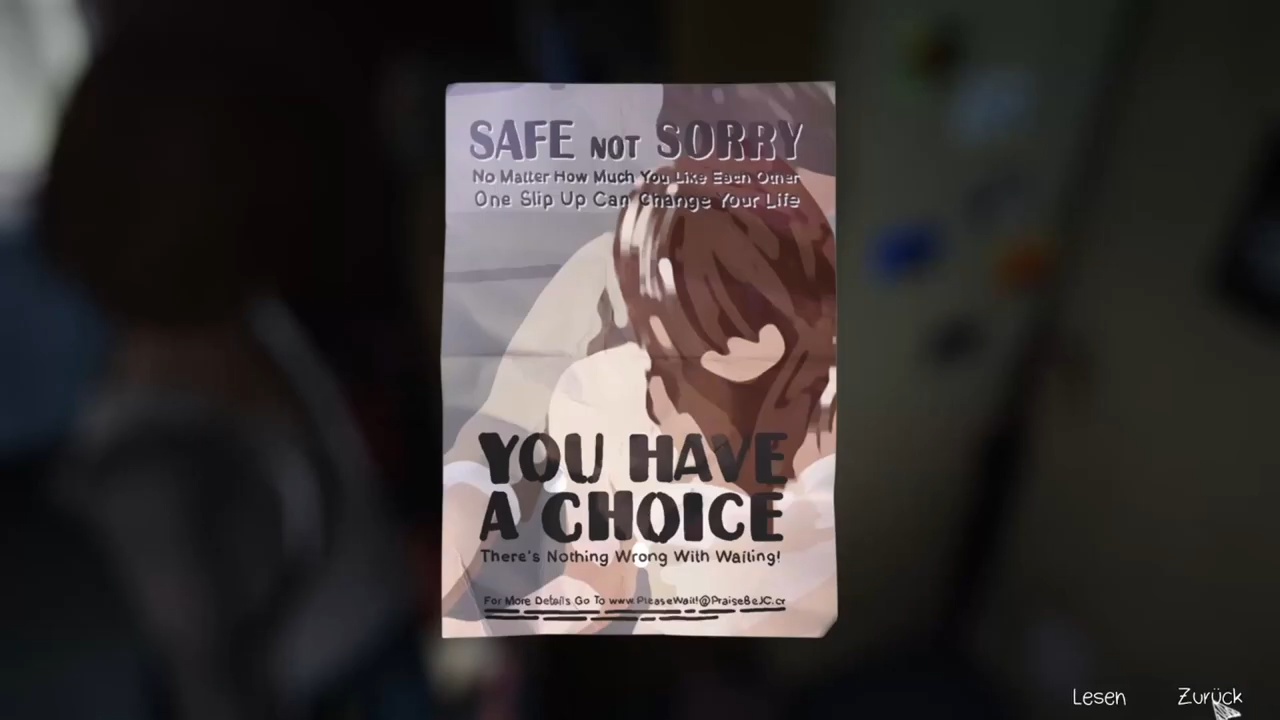 SAFE NOT SORRY
No Matter How Much You Like Each Other
One Slip Up Can Change Your Life
YOU HAVE
A CHOICE
There's Nothing Wrong With Waiting!
For More Details Go To www.PleaseWait!@PraiseBeJC.cr
Lesen Zurück